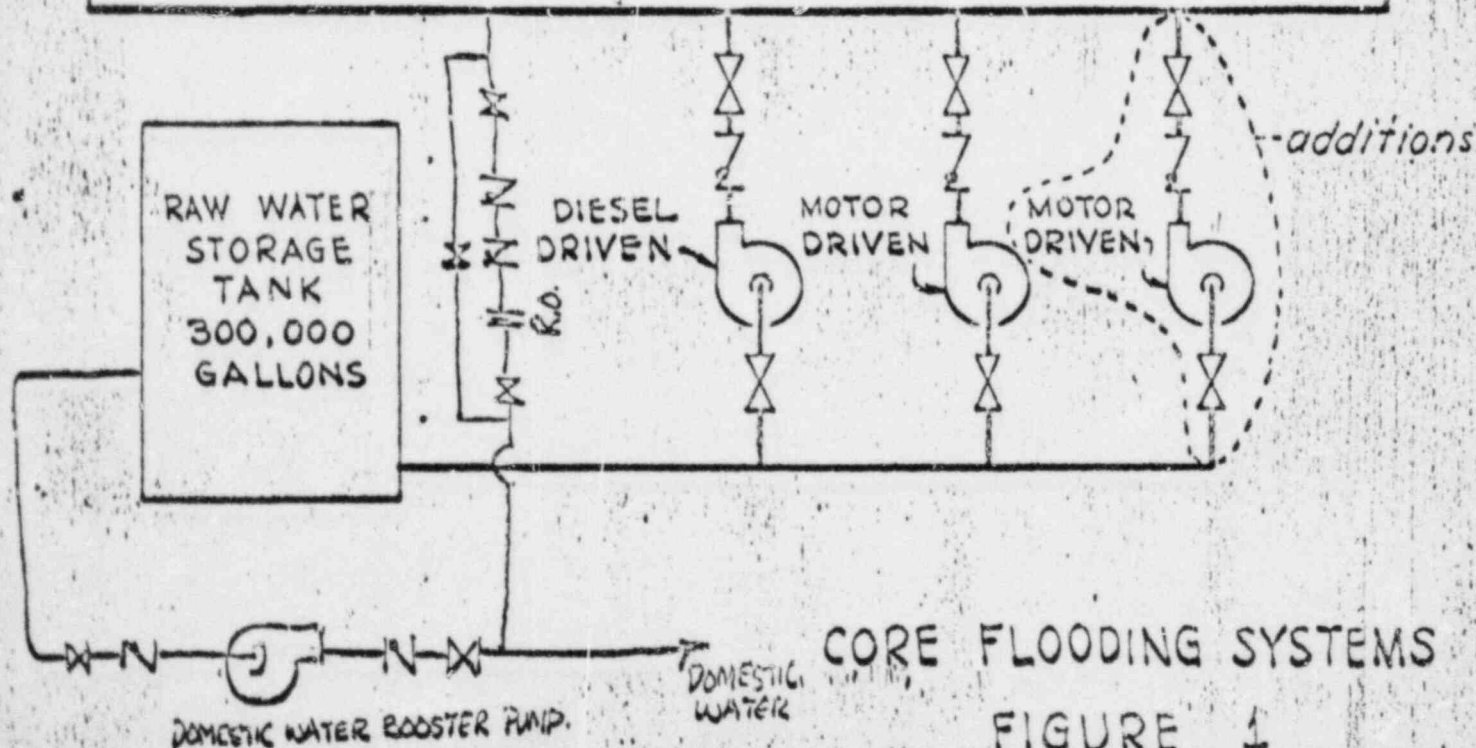 additions
RAW WATER
STORAGE
TANK
300,000
GALLONS
DIESEL
DRIVEN
MOTOR
DRIVEN
MOTOR
DRIVEN
R.O.
DOMESTIC WATER BOOSTER PUMP.
DOMESTIC
WATER
CORE FLOODING SYSTEMS
FIGURE 1